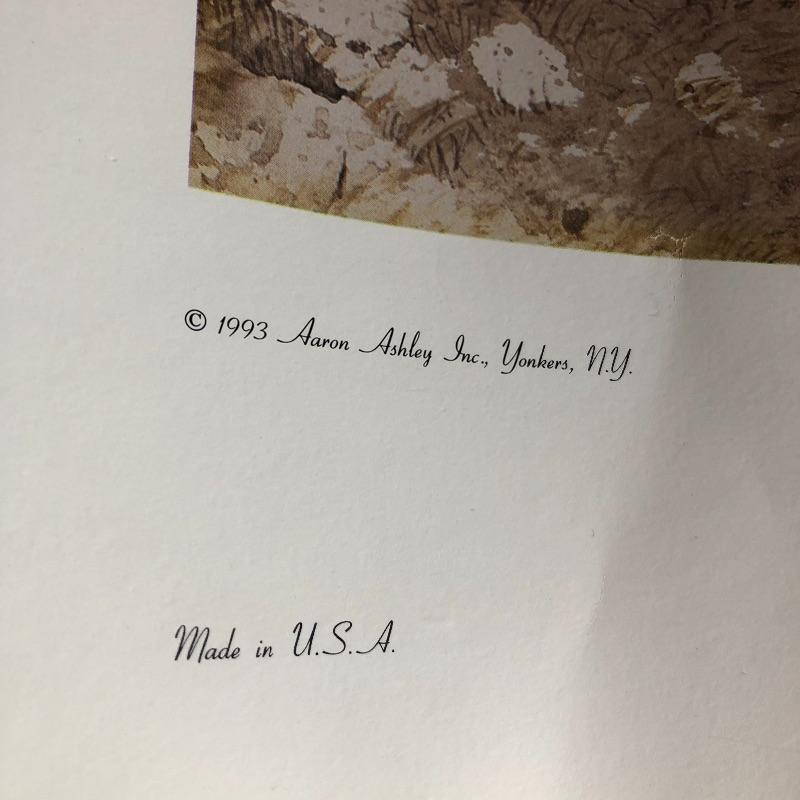 © 1993 Aaron Ashley Inc., Yonkers, N.Y.
Made in U.S.A.